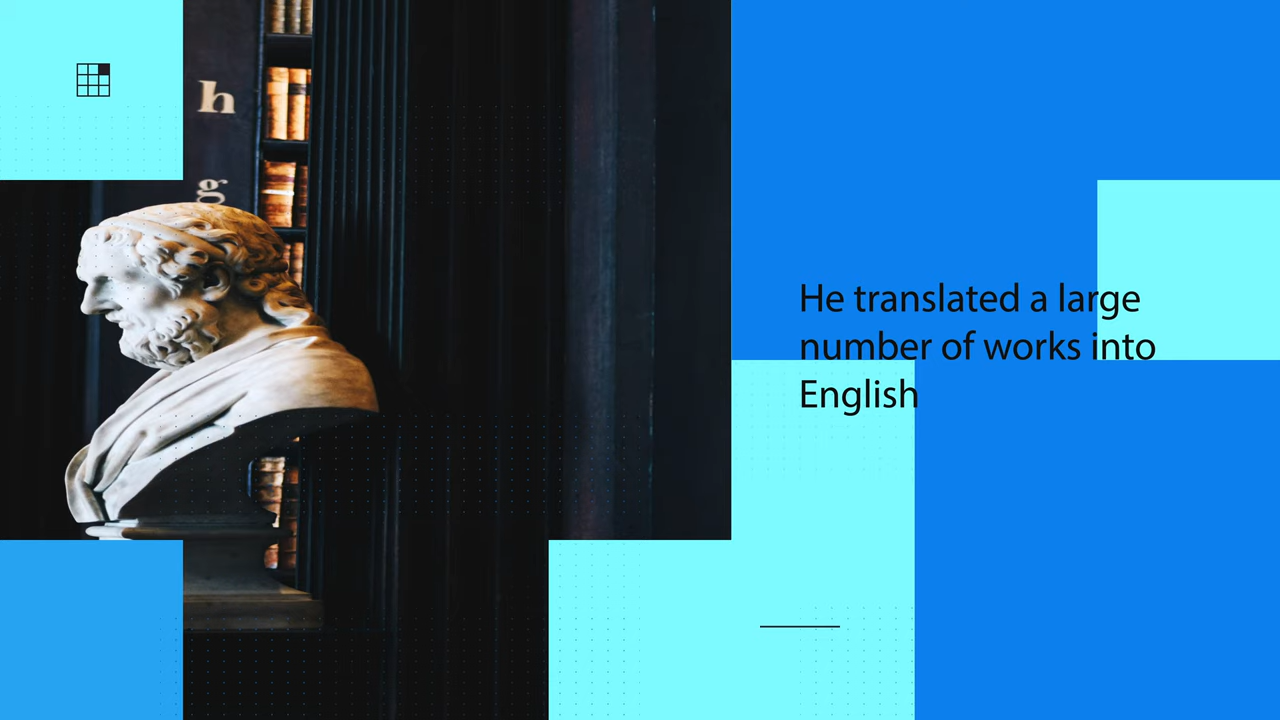 h
g
He translated a large
number of works into
English